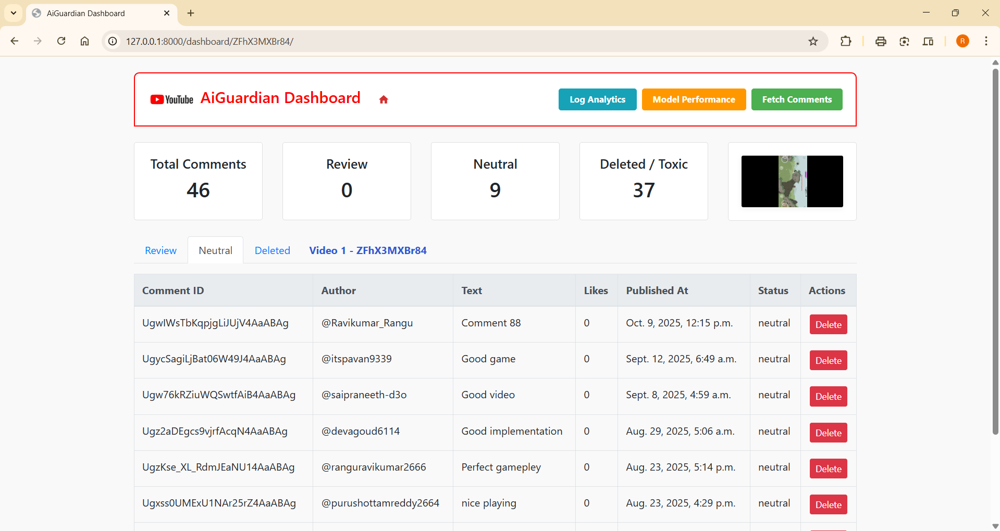 AiGuardian Dashboard
127.0.0.1:8000/dashboard/ZFhX3MXBr84/
R
YouTube AiGuardian Dashboard
Log Analytics Model Performance Fetch Comments
Total Comments Review Neutral Deleted / Toxic
46 0 9 37
Review Neutral Deleted Video 1 - ZFhX3MXBr84
Comment ID Author Text Likes Published At Status Actions
UgwIWsTbKqpjgLiJUjV4AaABAg @Ravikumar_Rangu Comment 88 0 Oct. 9, 2025, 12:15 p.m. neutral Delete
UgycSagiLjBat06W49J4AaABAg @itspavan9339 Good game 0 Sept. 12, 2025, 6:49 a.m. neutral Delete
Ugw76kRZiuWQSwtfAiB4AaABAg @saipraneeth-d3o Good video 0 Sept. 8, 2025, 4:59 a.m. neutral Delete
Ugz2aDEgcs9vjrfAcqN4AaABAg @devagoud6114 Good implementation 0 Aug. 29, 2025, 5:06 a.m. neutral Delete
UgzKse_XL_RdmJEaNU14AaABAg @ranguravikumar2666 Perfect gamepley 0 Aug. 23, 2025, 5:14 p.m. neutral Delete
Ugxss0UMExU1NAr25rZ4AaABAg @purushottamreddy2664 nice playing 0 Aug. 23, 2025, 4:29 p.m. neutral Delete